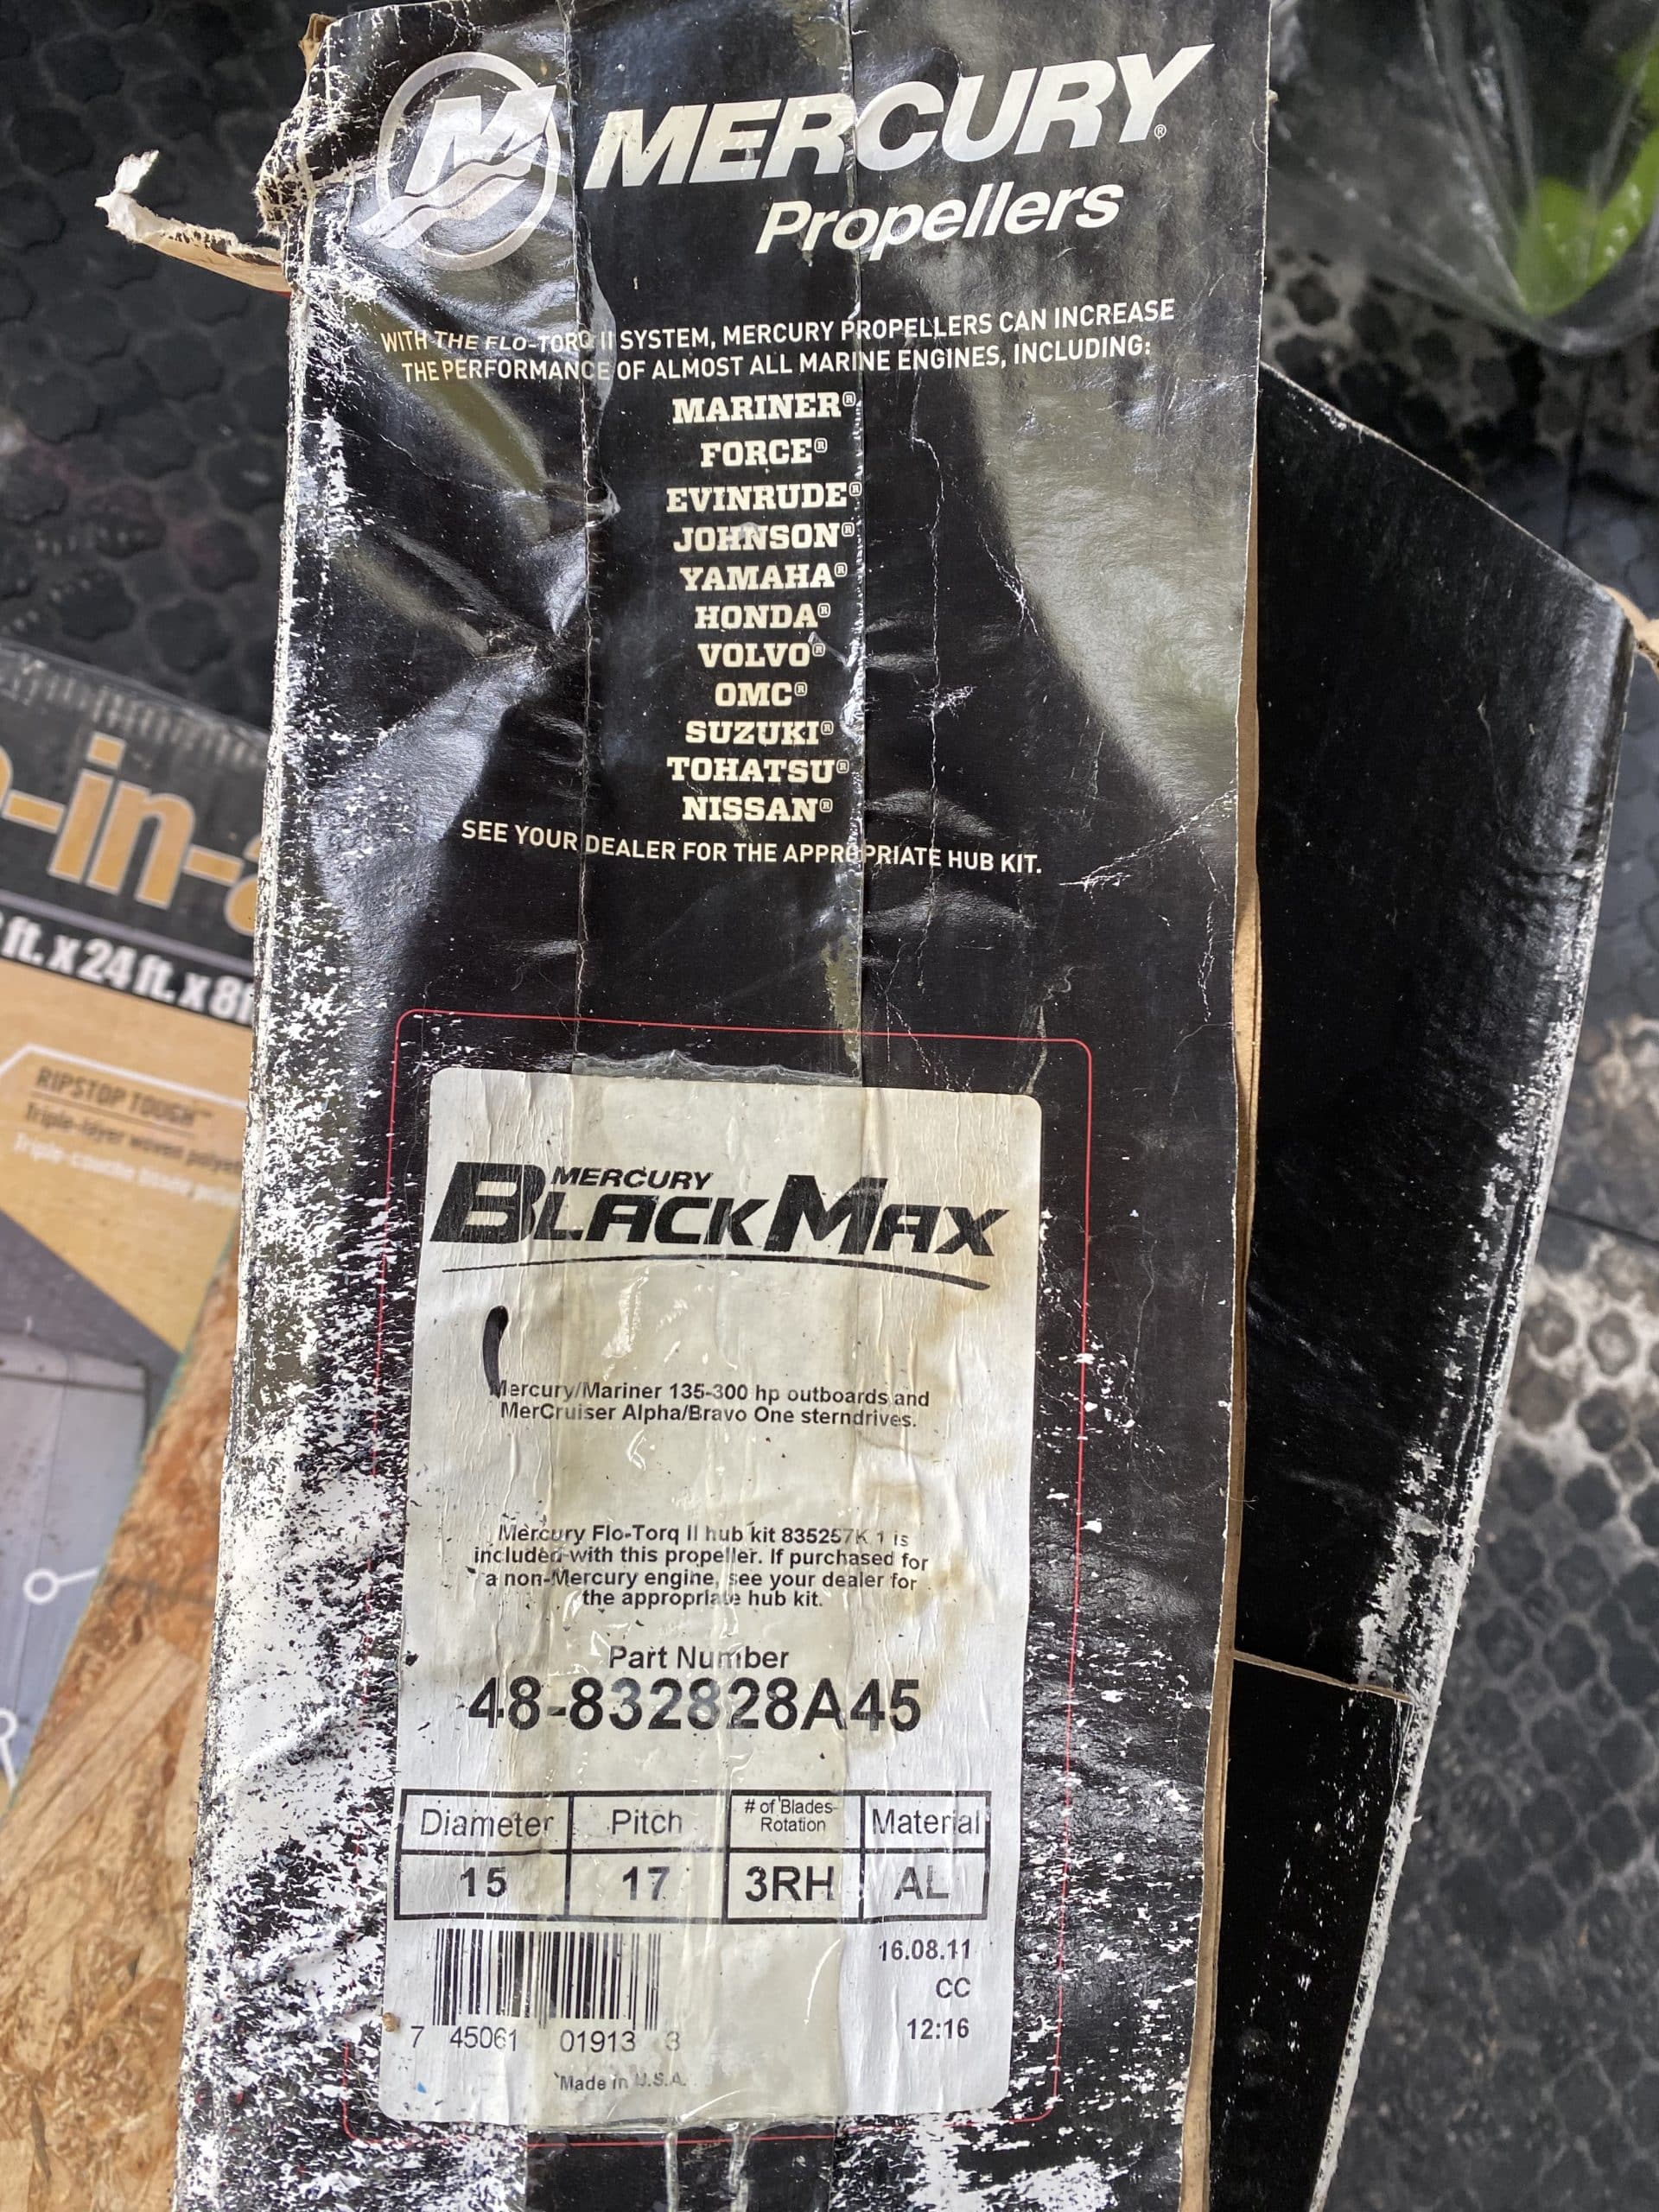 MERCURY®
Propellers
WITH THE FLO-TORQ II SYSTEM, MERCURY PROPELLERS CAN INCREASE
THE PERFORMANCE OF ALMOST ALL MARINE ENGINES, INCLUDING:
MARINER®
FORCE®
EVINRUDE®
JOHNSON®
YAMAHA®
HONDA®
VOLVO®
OMC®
SUZUKI®
TOHATSU®
NISSAN®
SEE YOUR DEALER FOR THE APPROPRIATE HUB KIT.
-in-
ft. x 24 ft. x 8
RIPSTOP TOUGH™
Triple-layer woven
MERCURY
BLACKMAX
Mercury/Mariner 135-300 hp outboards and
MerCruiser Alpha/Bravo One sterndrives.
Mercury Flo-Torq II hub kit 835257K 1 is
included with this propeller. If purchased for
a non-Mercury engine, see your dealer for
the appropriate hub kit.
Part Number
48-832828A45
Diameter Pitch # of Blades- Rotation Material
15 17 3RH AL
16.08.11
CC
12:16
7 45061 01913 3
Made in U.S.A.